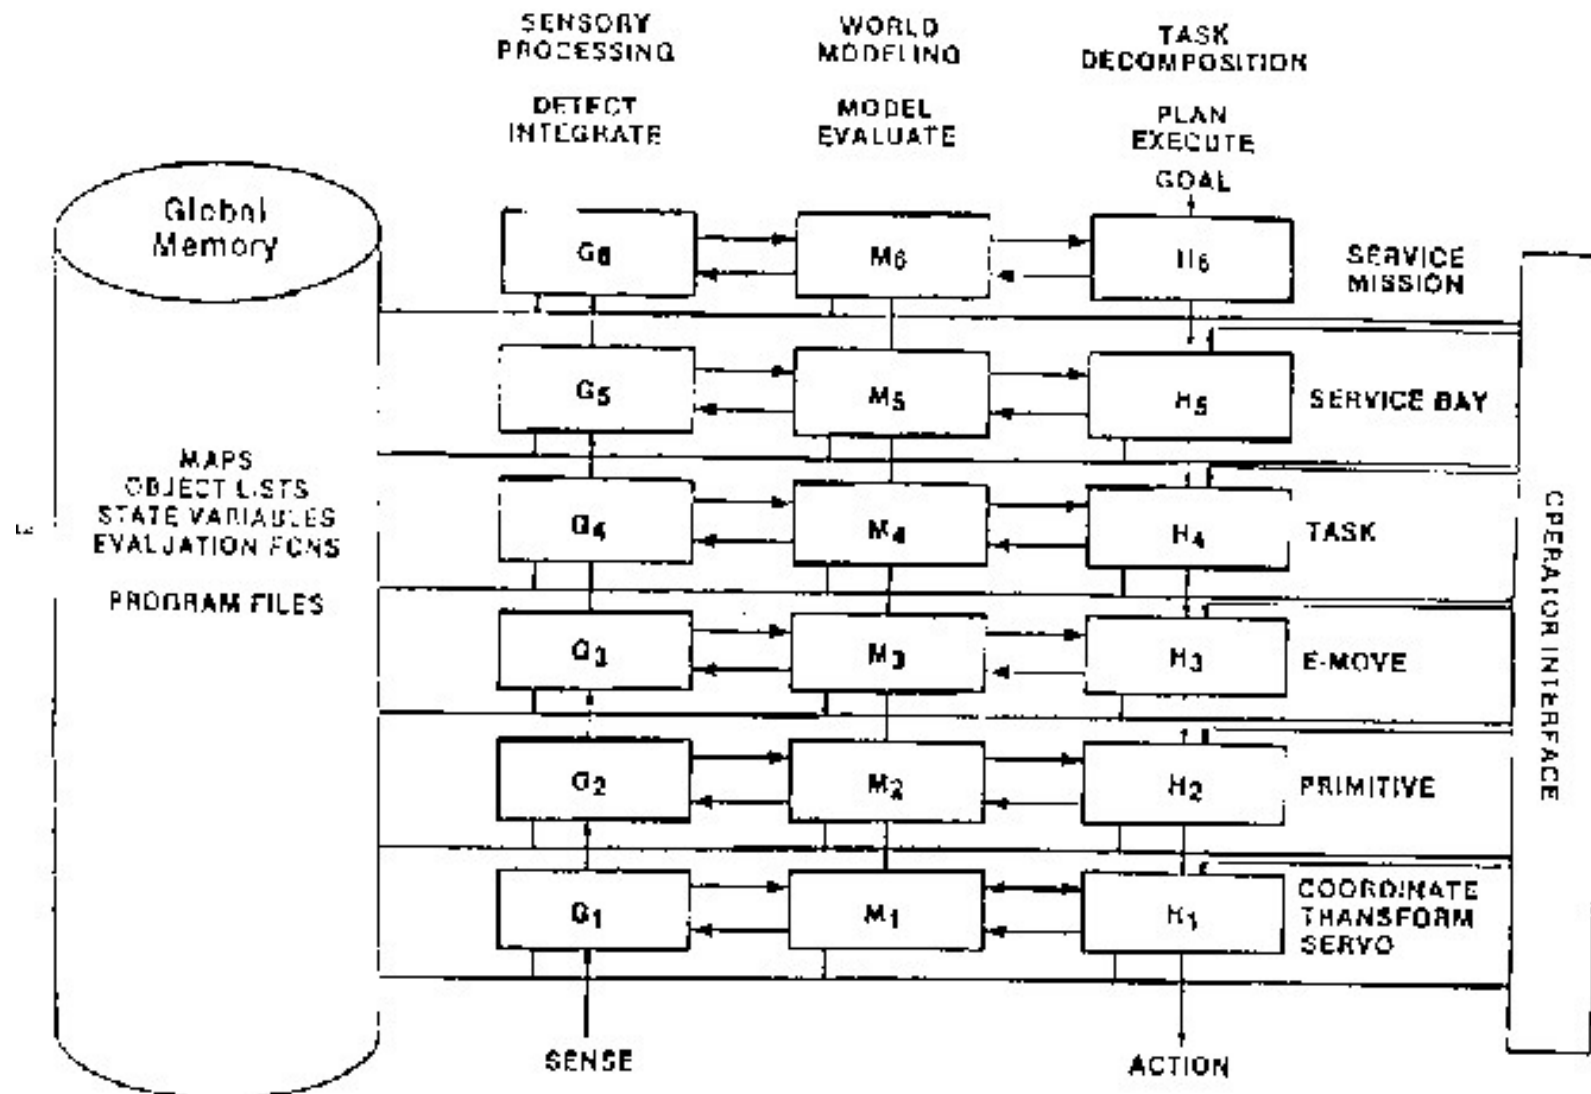 SENSORY
PROCESSING
DETECT
INTEGRATE
WORLD
MODELING
MODEL
EVALUATE
TASK
DECOMPOSITION
PLAN
EXECUTE
GOAL
Global
Memory
MAPS
OBJECT LISTS
STATE VARIABLES
EVALUATION FCNS
PROGRAM FILES
G6
M6
H6
SERVICE
MISSION
G5
M5
H5
SERVICE BAY
G4
M4
H4
TASK
G3
M3
H3
E-MOVE
G2
M2
H2
PRIMITIVE
G1
M1
H1
COORDINATE
TRANSFORM
SERVO
SENSE
ACTION
OPERATOR INTERFACE